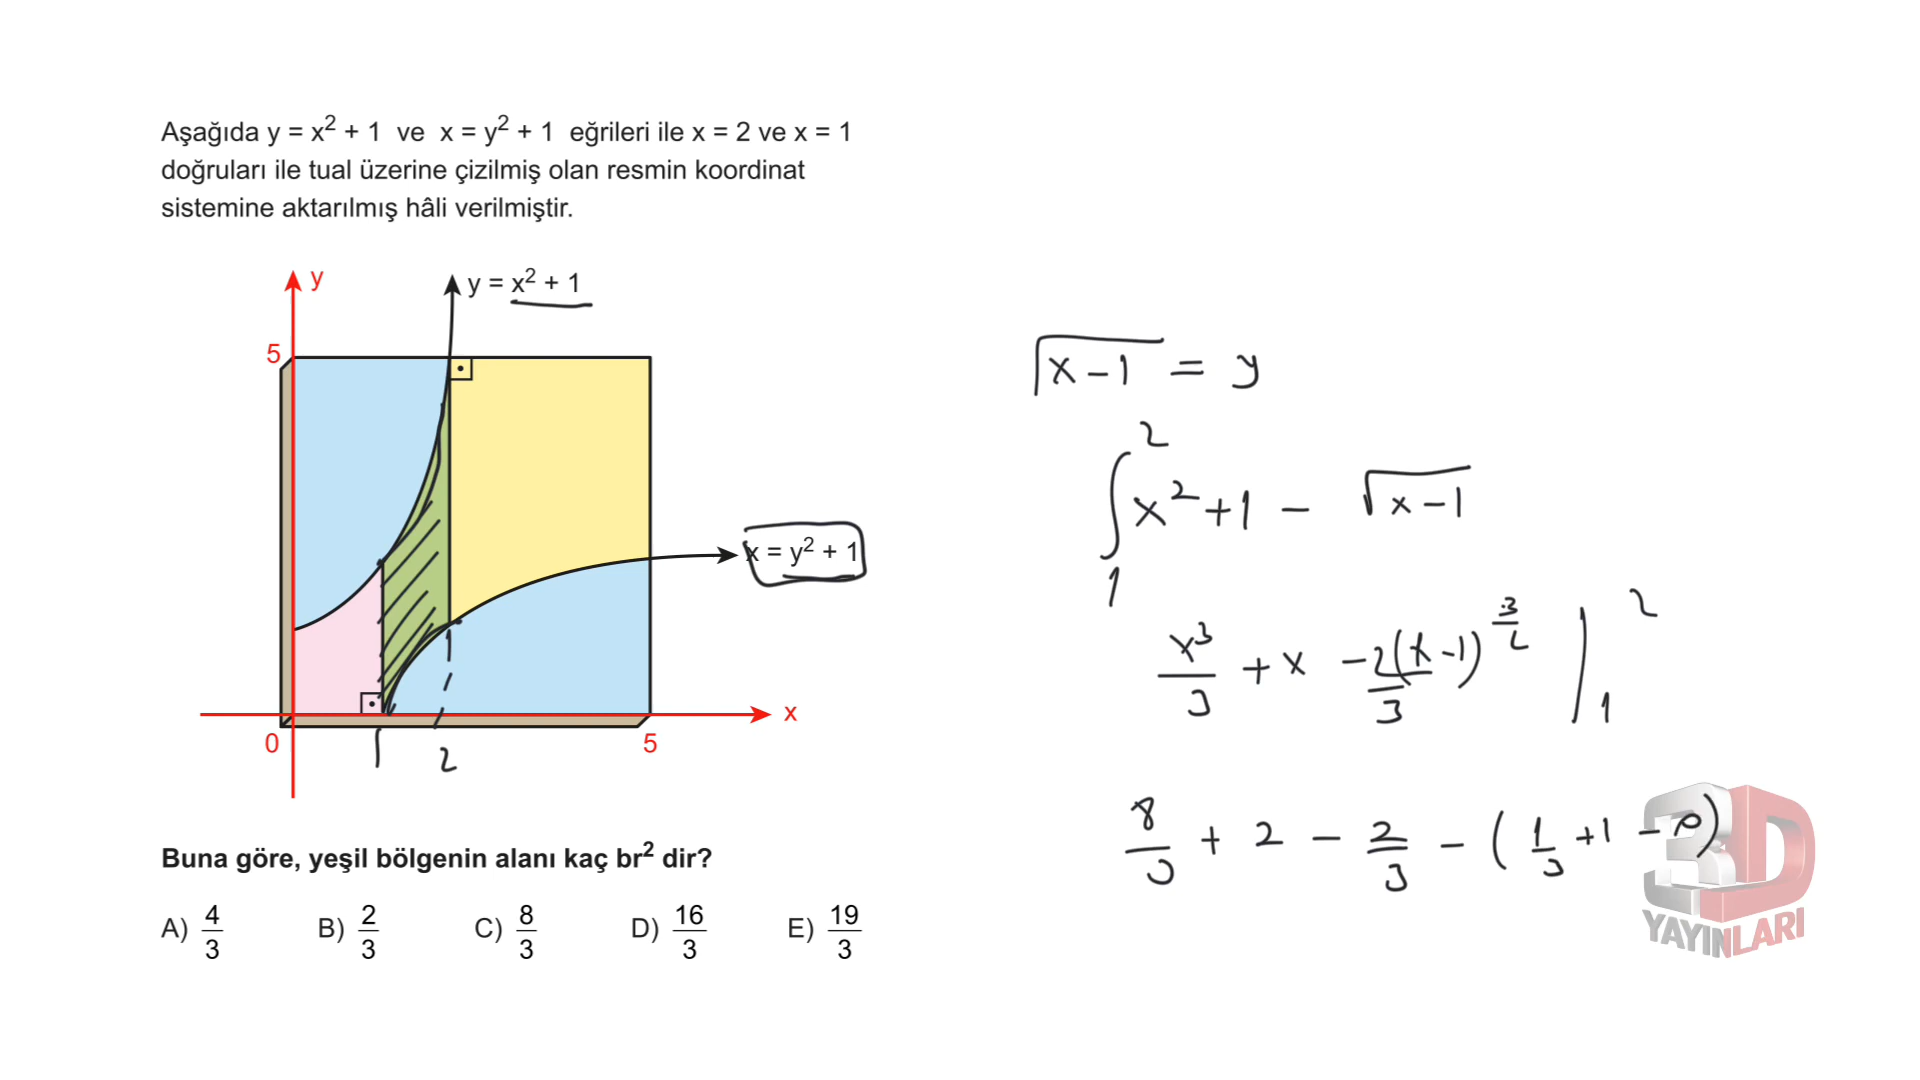 Aşağıda y = x² + 1 ve x = y² + 1 eğrileri ile x = 2 ve x = 1
doğruları ile tual üzerine çizilmiş olan resmin koordinat
sistemine aktarılmış hâli verilmiştir.
y
y = x² + 1
5
x = y² + 1
x
0
5
1
2
Buna göre, yeşil bölgenin alanı kaç br² dir?
A) 4/3 B) 2/3 C) 8/3 D) 16/3 E) 19/3
√(x-1) = y
∫₁² x² + 1 - √(x-1)
x³/3 + x - 2(x-1)^(3/2)/3 |₁²
8/3 + 2 - 2/3 - (1/3 + 1 - 0)
3D
YAYINLARI